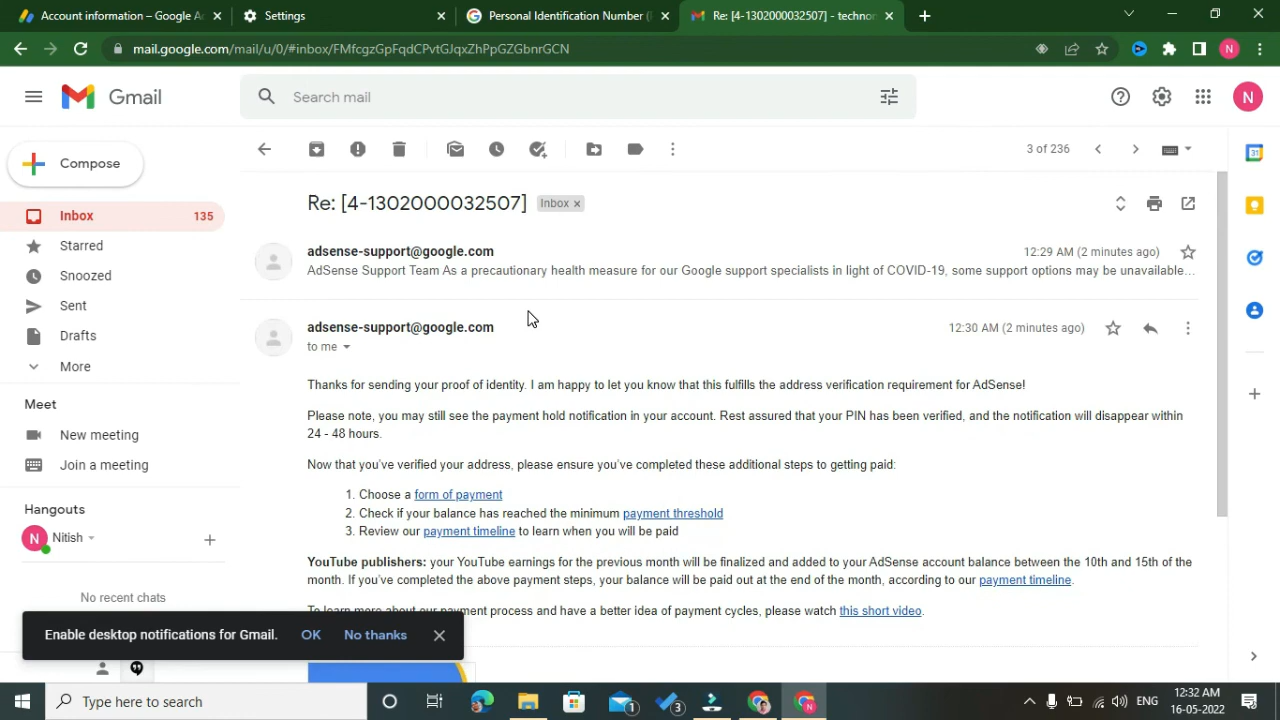 Account information – Google Ad
Settings
Personal Identification Number (
Re: [4-1302000032507] - technor
mail.google.com/mail/u/0/#inbox/FMfcgzGpFqdCPvtGJqxZhPpGZGbnrGCN
N
Gmail
Search mail
N
Compose
3 of 236
Inbox 135
Starred
Snoozed
Sent
Drafts
More
Meet
New meeting
Join a meeting
Hangouts
N Nitish
No recent chats
Re: [4-1302000032507] Inbox x
adsense-support@google.com 12:29 AM (2 minutes ago)
AdSense Support Team As a precautionary health measure for our Google support specialists in light of COVID-19, some support options may be unavailable…
adsense-support@google.com 12:30 AM (2 minutes ago)
to me
Thanks for sending your proof of identity. I am happy to let you know that this fulfills the address verification requirement for AdSense!
Please note, you may still see the payment hold notification in your account. Rest assured that your PIN has been verified, and the notification will disappear within
24 - 48 hours.
Now that you've verified your address, please ensure you've completed these additional steps to getting paid:
1. Choose a form of payment
2. Check if your balance has reached the minimum payment threshold
3. Review our payment timeline to learn when you will be paid
YouTube publishers: your YouTube earnings for the previous month will be finalized and added to your AdSense account balance between the 10th and 15th of the
month. If you've completed the above payment steps, your balance will be paid out at the end of the month, according to our payment timeline.
To learn more about our payment process and have a better idea of payment cycles, please watch this short video.
Enable desktop notifications for Gmail. OK No thanks
Type here to search
1
3
N
ENG
12:32 AM
16-05-2022